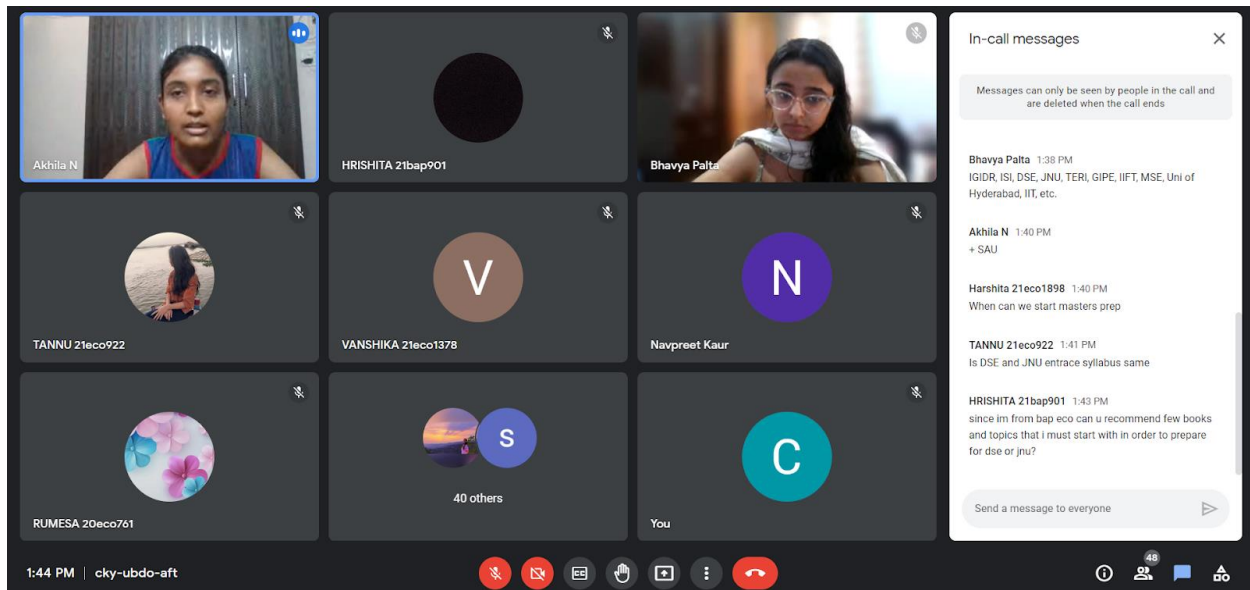 Akhila N
HRISHITA 21bap901
Bhavya Palta
TANNU 21eco922
V
VANSHIKA 21eco1378
N
Navpreet Kaur
RUMESA 20eco761
S
40 others
C
You
In-call messages
Messages can only be seen by people in the call and
are deleted when the call ends
Bhavya Palta 1:38 PM
IGIDR, ISI, DSE, JNU, TERI, GIPE, IIFT, MSE, Uni of
Hyderabad, IIT, etc.
Akhila N 1:40 PM
+ SAU
Harshita 21eco1898 1:40 PM
When can we start masters prep
TANNU 21eco922 1:41 PM
Is DSE and JNU entrace syllabus same
HRISHITA 21bap901 1:43 PM
since im from bap eco can u recommend few books
and topics that i must start with in order to prepare
for dse or jnu?
Send a message to everyone
1:44 PM | cky-ubdo-aft
CC
48